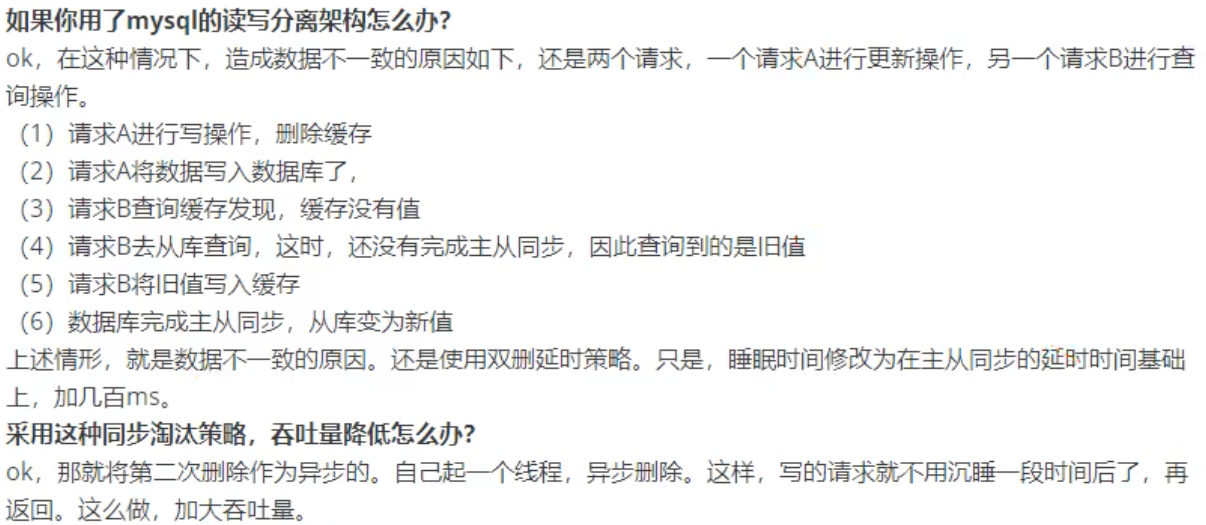 如果你用了mysql的读写分离架构怎么办？
ok，在这种情况下，造成数据不一致的原因如下，还是两个请求，一个请求A进行更新操作，另一个请求B进行查
询操作。
（1）请求A进行写操作，删除缓存
（2）请求A将数据写入数据库了，
（3）请求B查询缓存发现，缓存没有值
（4）请求B去从库查询，这时，还没有完成主从同步，因此查询到的是旧值
（5）请求B将旧值写入缓存
（6）数据库完成主从同步，从库变为新值
上述情形，就是数据不一致的原因。还是使用双删延时策略。只是，睡眠时间修改为在主从同步的延时时间基础
上，加几百ms。
采用这种同步淘汰策略，吞吐量降低怎么办？
ok，那就将第二次删除作为异步的。自己起一个线程，异步删除。这样，写的请求就不用沉睡一段时间后了，再
返回。这么做，加大吞吐量。